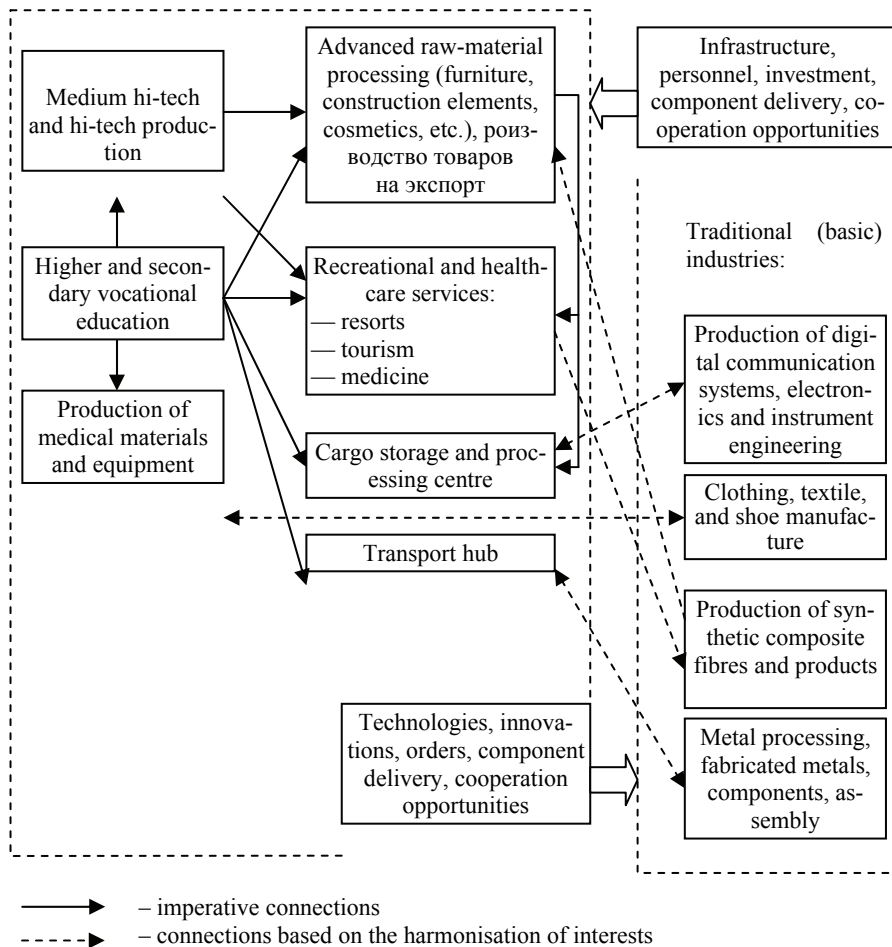 Medium hi-tech
and hi-tech produc-
tion
Advanced raw-material
processing (furniture,
construction elements,
cosmetics, etc.), роиз-
водство товаров
на экспорт
Infrastructure,
personnel, investment,
component delivery, co-
operation opportunities
Traditional (basic)
industries:
Higher and secon-
dary vocational
education
Recreational and health-
care services:
— resorts
— tourism
— medicine
Production of digi-
tal communication
systems, electron-
ics and instrument
engineering
Production of
medical materials
and equipment
Cargo storage and proc-
essing centre
Clothing, textile,
and shoe manufac-
ture
Transport hub
Production of syn-
thetic composite
fibres and products
Technologies, innova-
tions, orders, component
delivery, cooperation
opportunities
Metal processing,
fabricated metals,
components, as-
sembly
– imperative connections
– connections based on the harmonisation of interests